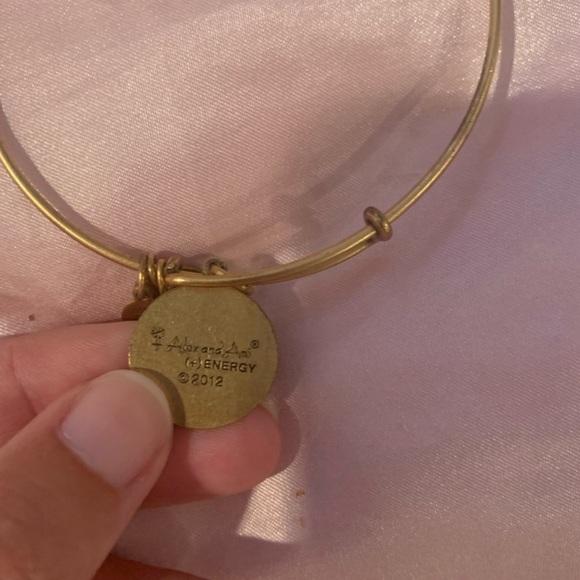 Alex and Ani®
(+) ENERGY
©2012